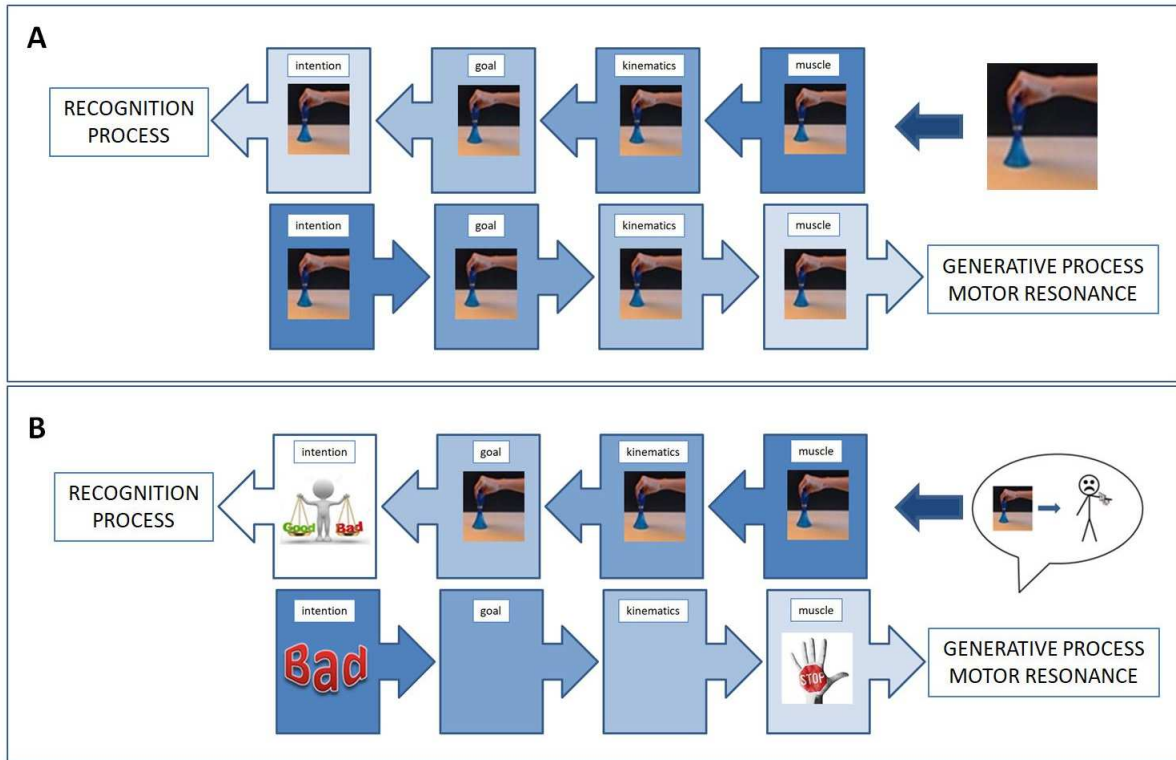 A
intention
goal
kinematics
muscle
RECOGNITION
PROCESS
intention
goal
kinematics
muscle
GENERATIVE PROCESS
MOTOR RESONANCE
B
intention
goal
kinematics
muscle
RECOGNITION
PROCESS
Good Bad
intention
goal
kinematics
muscle
Bad
STOP
GENERATIVE PROCESS
MOTOR RESONANCE